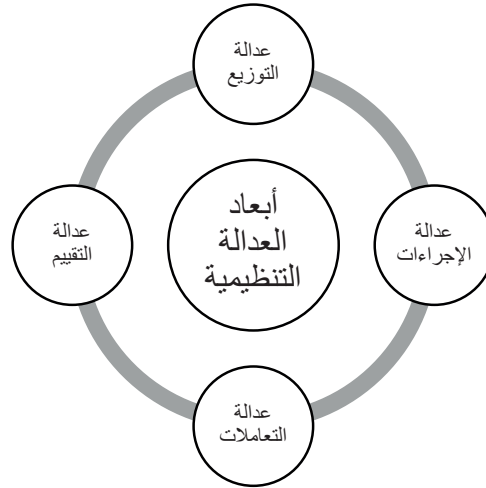 عدالة
التوزيع
أبعاد
العدالة
التنظيمية
عدالة
الإجراءات
عدالة
التقييم
عدالة
التعاملات